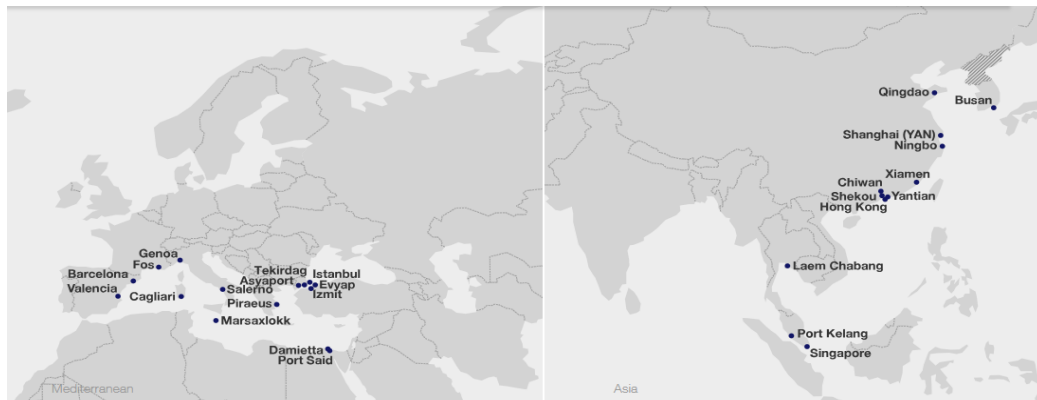 Genoa
Fos
Barcelona
Valencia
Cagliari
Salerno
Tekirdag
Asyaport
Istanbul
Evyap
Izmit
Piraeus
Marsaxlokk
Damietta
Port Said
Mediterranean
Qingdao
Busan
Shanghai (YAN)
Ningbo
Xiamen
Chiwan
Shekou
Yantian
Hong Kong
Laem Chabang
Port Kelang
Singapore
Asia